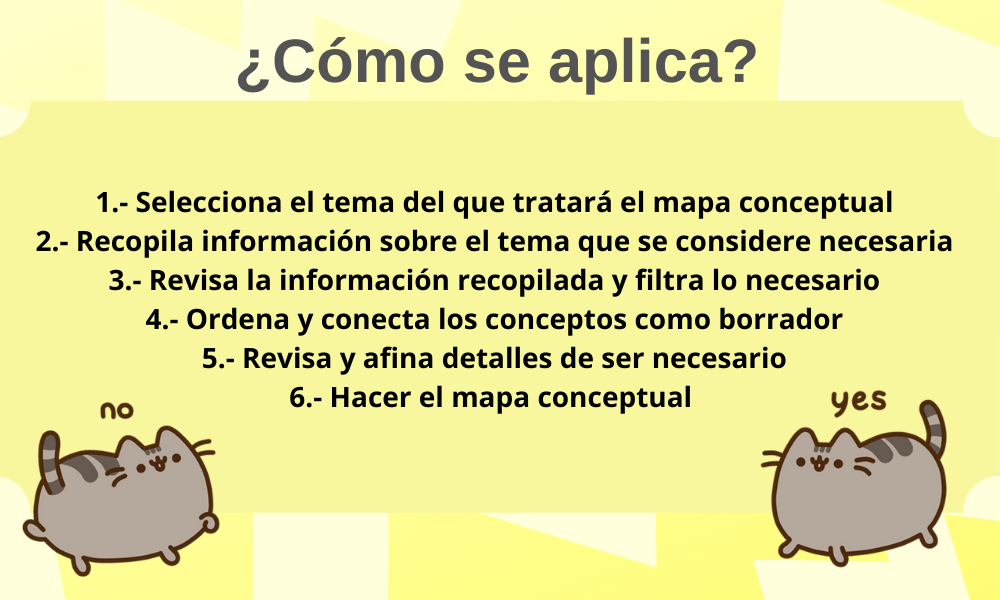 ¿Cómo se aplica?
1.- Selecciona el tema del que tratará el mapa conceptual
2.- Recopila información sobre el tema que se considere necesaria
3.- Revisa la información recopilada y filtra lo necesario
4.- Ordena y conecta los conceptos como borrador
5.- Revisa y afina detalles de ser necesario
6.- Hacer el mapa conceptual
no
yes